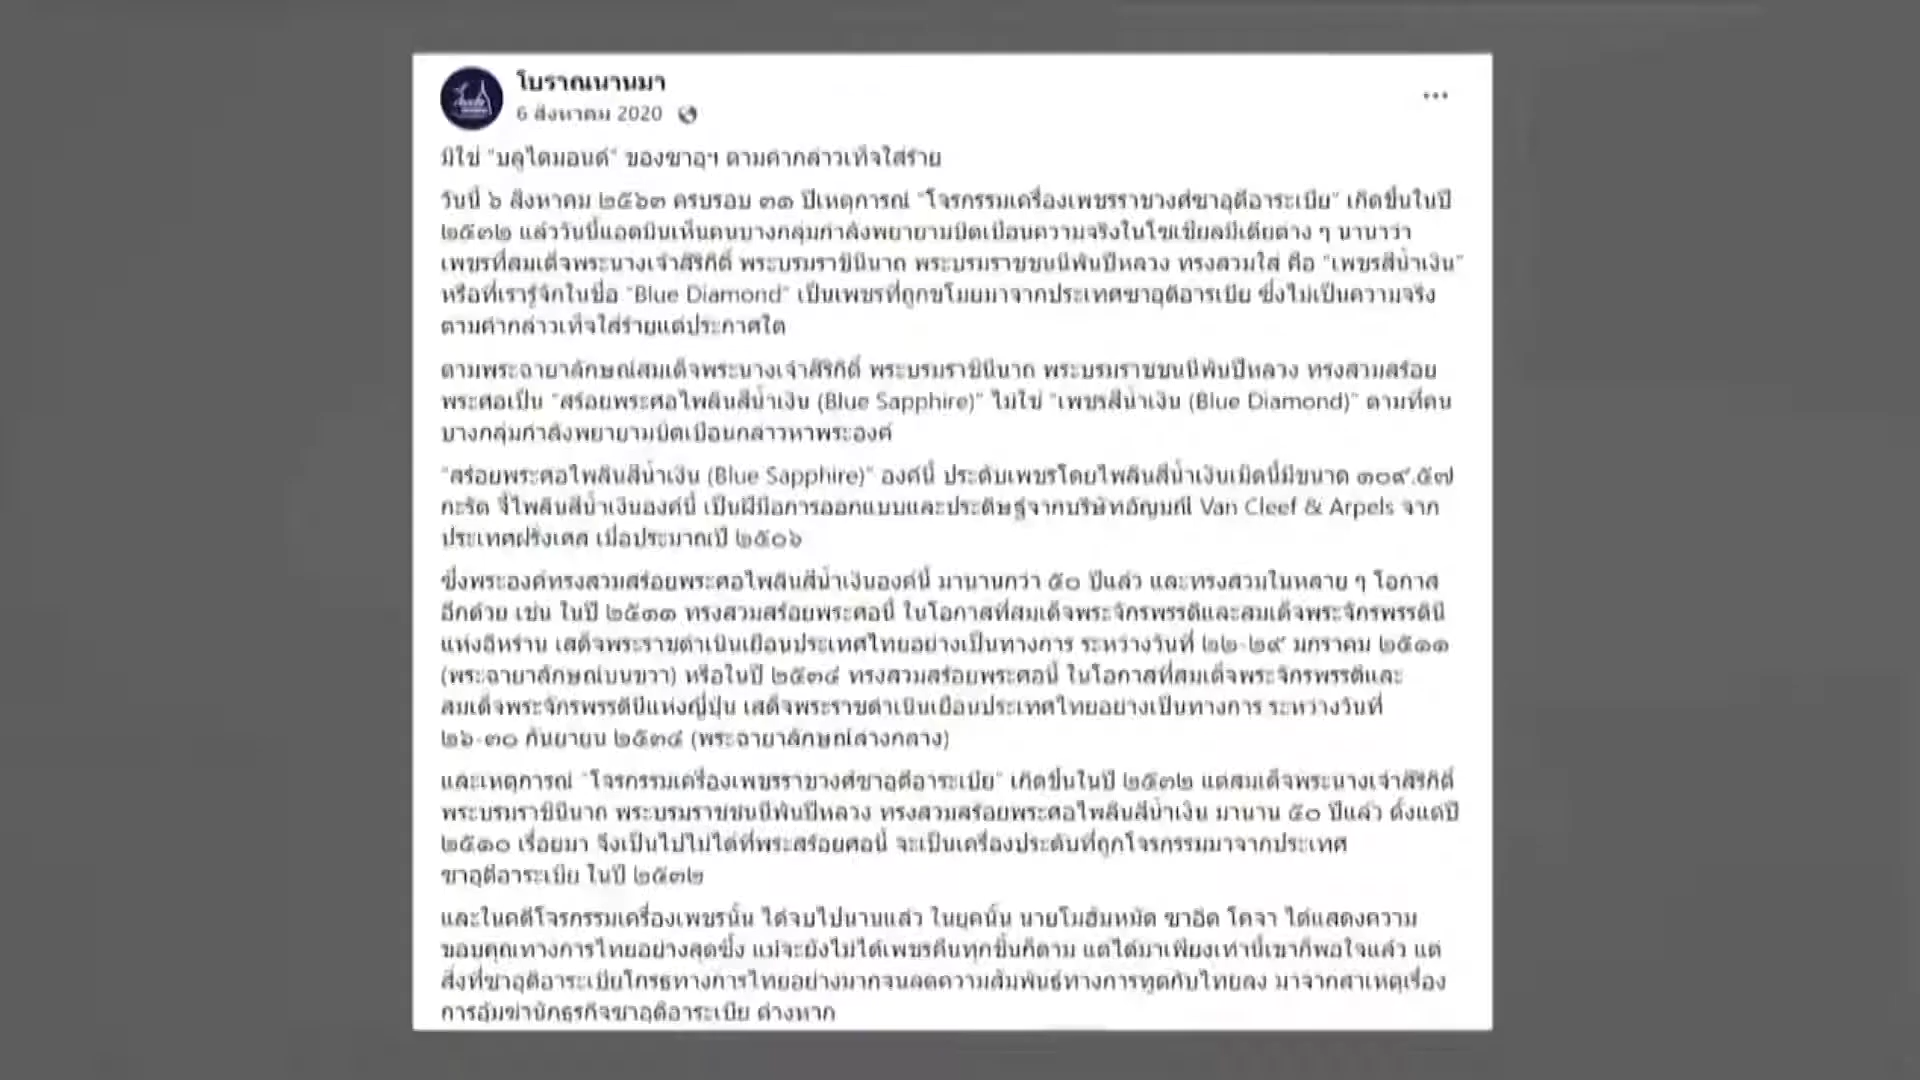 โบราณนานมา
6 สิงหาคม 2020
มิใช่ "บลูไดมอนด์" ของซาอุฯ ตามคำกล่าวเท็จใส่ร้าย
วันนี้ ๖ สิงหาคม ๒๕๖๓ ครบรอบ ๓๑ ปีเหตุการณ์ "โจรกรรมเครื่องเพชรราชวงศ์ซาอุดีอาระเบีย" เกิดขึ้นในปี
๒๕๓๒ แล้ววันนี้แอดมินเห็นคนบางกลุ่มกำลังพยายามบิดเบือนความจริงในโซเชียลมีเดียต่าง ๆ นานาว่า
เพชรที่สมเด็จพระนางเจ้าสิริกิติ์ พระบรมราชินีนาถ พระบรมราชชนนีพันปีหลวง ทรงสวมใส่ คือ "เพชรสีน้ำเงิน"
หรือที่เรารู้จักในชื่อ "Blue Diamond" เป็นเพชรที่ถูกขโมยมาจากประเทศซาอุดีอารเบีย ซึ่งไม่เป็นความจริง
ตามคำกล่าวเท็จใส่ร้ายแต่ประกาศใด
ตามพระฉายาลักษณ์สมเด็จพระนางเจ้าสิริกิติ์ พระบรมราชินีนาถ พระบรมราชชนนีพันปีหลวง ทรงสวมสร้อย
พระศอเป็น "สร้อยพระศอไพลินสีน้ำเงิน (Blue Sapphire)" ไม่ใช่ "เพชรสีน้ำเงิน (Blue Diamond)" ตามที่คน
บางกลุ่มกำลังพยายามบิดเบือนกล่าวหาพระองค์
"สร้อยพระศอไพลินสีน้ำเงิน (Blue Sapphire)" องค์นี้ ประดับเพชรโดยไพลินสีน้ำเงินเม็ดนี้มีขนาด ๑๐๙.๕๗
กะรัต จี้ไพลินสีน้ำเงินองค์นี้ เป็นฝีมือการออกแบบและประดิษฐ์จากบริษัทอัญมณี Van Cleef & Arpels จาก
ประเทศฝรั่งเศส เมื่อประมาณปี ๒๕๐๖
ซึ่งพระองค์ทรงสวมสร้อยพระศอไพลินสีน้ำเงินองค์นี้ มานานกว่า ๕๐ ปีแล้ว และทรงสวมในหลาย ๆ โอกาส
อีกด้วย เช่น ในปี ๒๕๑๑ ทรงสวมสร้อยพระศอนี้ ในโอกาสที่สมเด็จพระจักรพรรดิและสมเด็จพระจักรพรรดินี
แห่งอิหร่าน เสด็จพระราชดำเนินเยือนประเทศไทยอย่างเป็นทางการ ระหว่างวันที่ ๒๒-๒๙ มกราคม ๒๕๑๑
(พระฉายาลักษณ์บนขวา) หรือในปี ๒๕๓๔ ทรงสวมสร้อยพระศอนี้ ในโอกาสที่สมเด็จพระจักรพรรดิและ
สมเด็จพระจักรพรรดินีแห่งญี่ปุ่น เสด็จพระราชดำเนินเยือนประเทศไทยอย่างเป็นทางการ ระหว่างวันที่
๒๖-๓๐ กันยายน ๒๕๓๔ (พระฉายาลักษณ์ล่างกลาง)
และเหตุการณ์ "โจรกรรมเครื่องเพชรราชวงศ์ซาอุดีอาระเบีย" เกิดขึ้นในปี ๒๕๓๒ แต่สมเด็จพระนางเจ้าสิริกิติ์
พระบรมราชินีนาถ พระบรมราชชนนีพันปีหลวง ทรงสวมสร้อยพระศอไพลินสีน้ำเงิน มานาน ๕๐ ปีแล้ว ตั้งแต่ปี
๒๕๑๐ เรื่อยมา จึงเป็นไปไม่ได้ที่พระสร้อยศอนี้ จะเป็นเครื่องประดับที่ถูกโจรกรรมมาจากประเทศ
ซาอุดีอาระเบีย ในปี ๒๕๓๒
และในคดีโจรกรรมเครื่องเพชรนั้น ได้จบไปนานแล้ว ในยุคนั้น นายโมฮัมหมัด ซาอิด โคจา ได้แสดงความ
ขอบคุณทางการไทยอย่างสุดซึ้ง แม้จะยังไม่ได้เพชรคืนทุกชิ้นก็ตาม แต่ได้มาเพียงเท่านี้เขาก็พอใจแล้ว แต่
สิ่งที่ซาอุดีอาระเบียโกรธทางการไทยอย่างมากจนลดความสัมพันธ์ทางการทูตกับไทยลง มาจากสาเหตุเรื่อง
การอุ้มฆ่านักธุรกิจซาอุดีอาระเบีย ต่างหาก